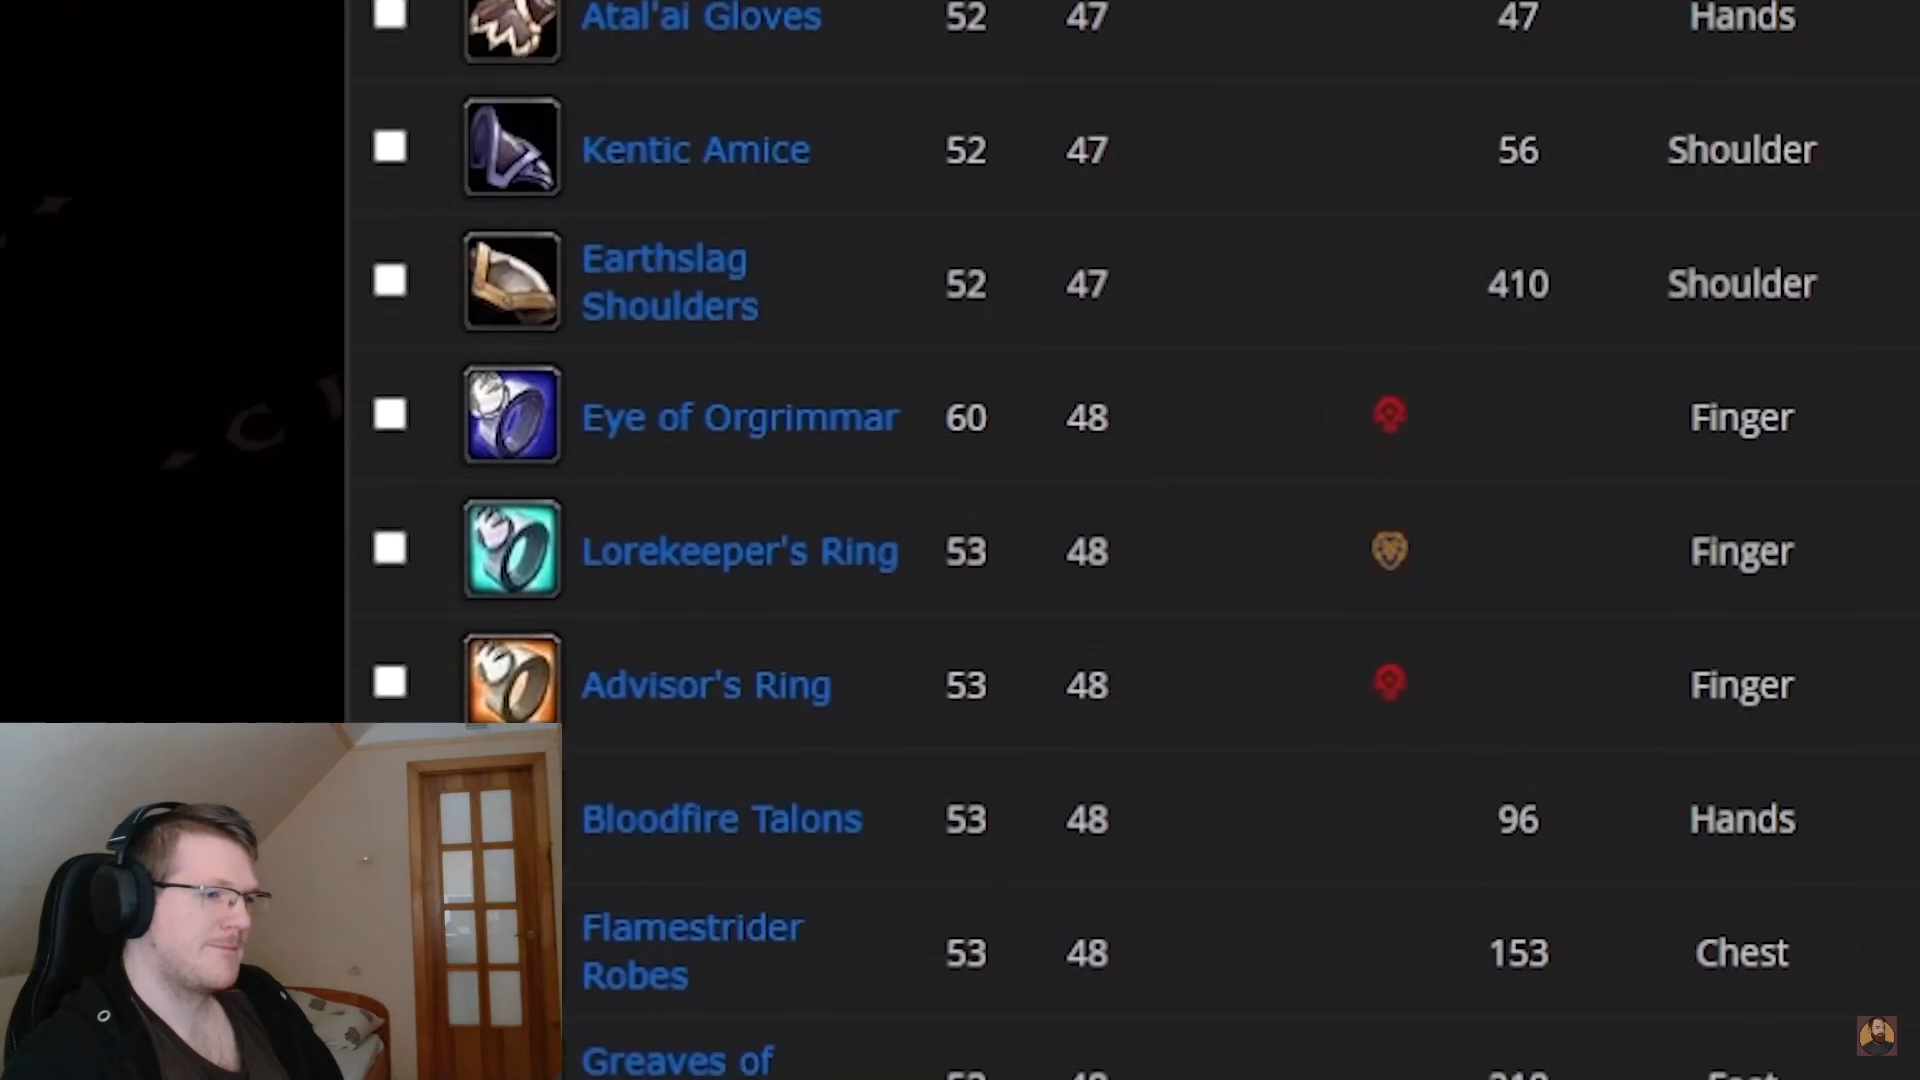 Atal'ai Gloves 52 47 47 Hands
Kentic Amice 52 47 56 Shoulder
Earthslag
Shoulders 52 47 410 Shoulder
Eye of Orgrimmar 60 48 Finger
Lorekeeper's Ring 53 48 Finger
Advisor's Ring 53 48 Finger
Bloodfire Talons 53 48 96 Hands
Flamestrider
Robes 53 48 153 Chest
Greaves of